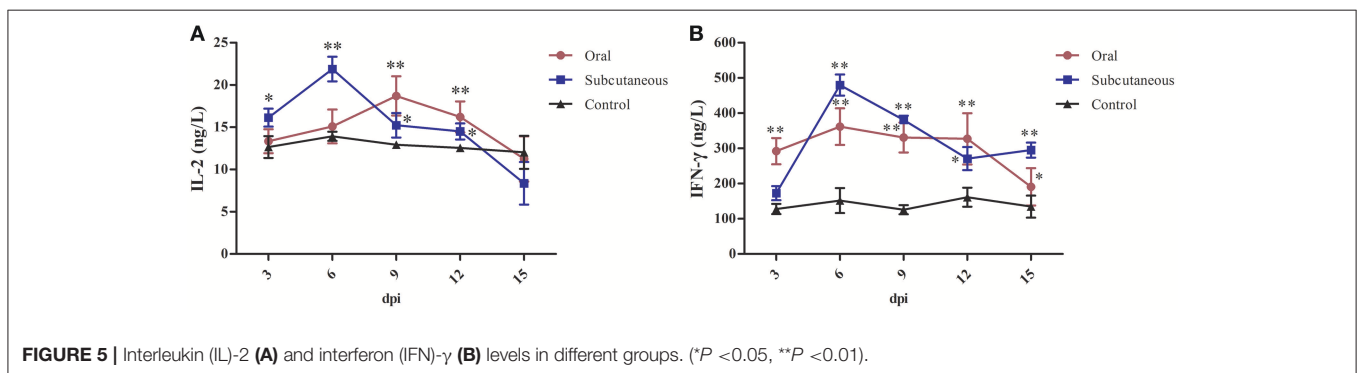 A
25
20
15
10
5
0
IL-2 (ng/L)
3
6
9
12
15
dpi
*
**
**
*
**
*
Oral
Subcutaneous
Control
B
600
500
400
300
200
100
0
IFN-γ (ng/L)
3
6
9
12
15
dpi
**
**
**
**
**
**
*
**
*
Oral
Subcutaneous
Control
FIGURE 5 | Interleukin (IL)-2 (A) and interferon (IFN)-γ (B) levels in different groups. (*P <0.05, **P <0.01).